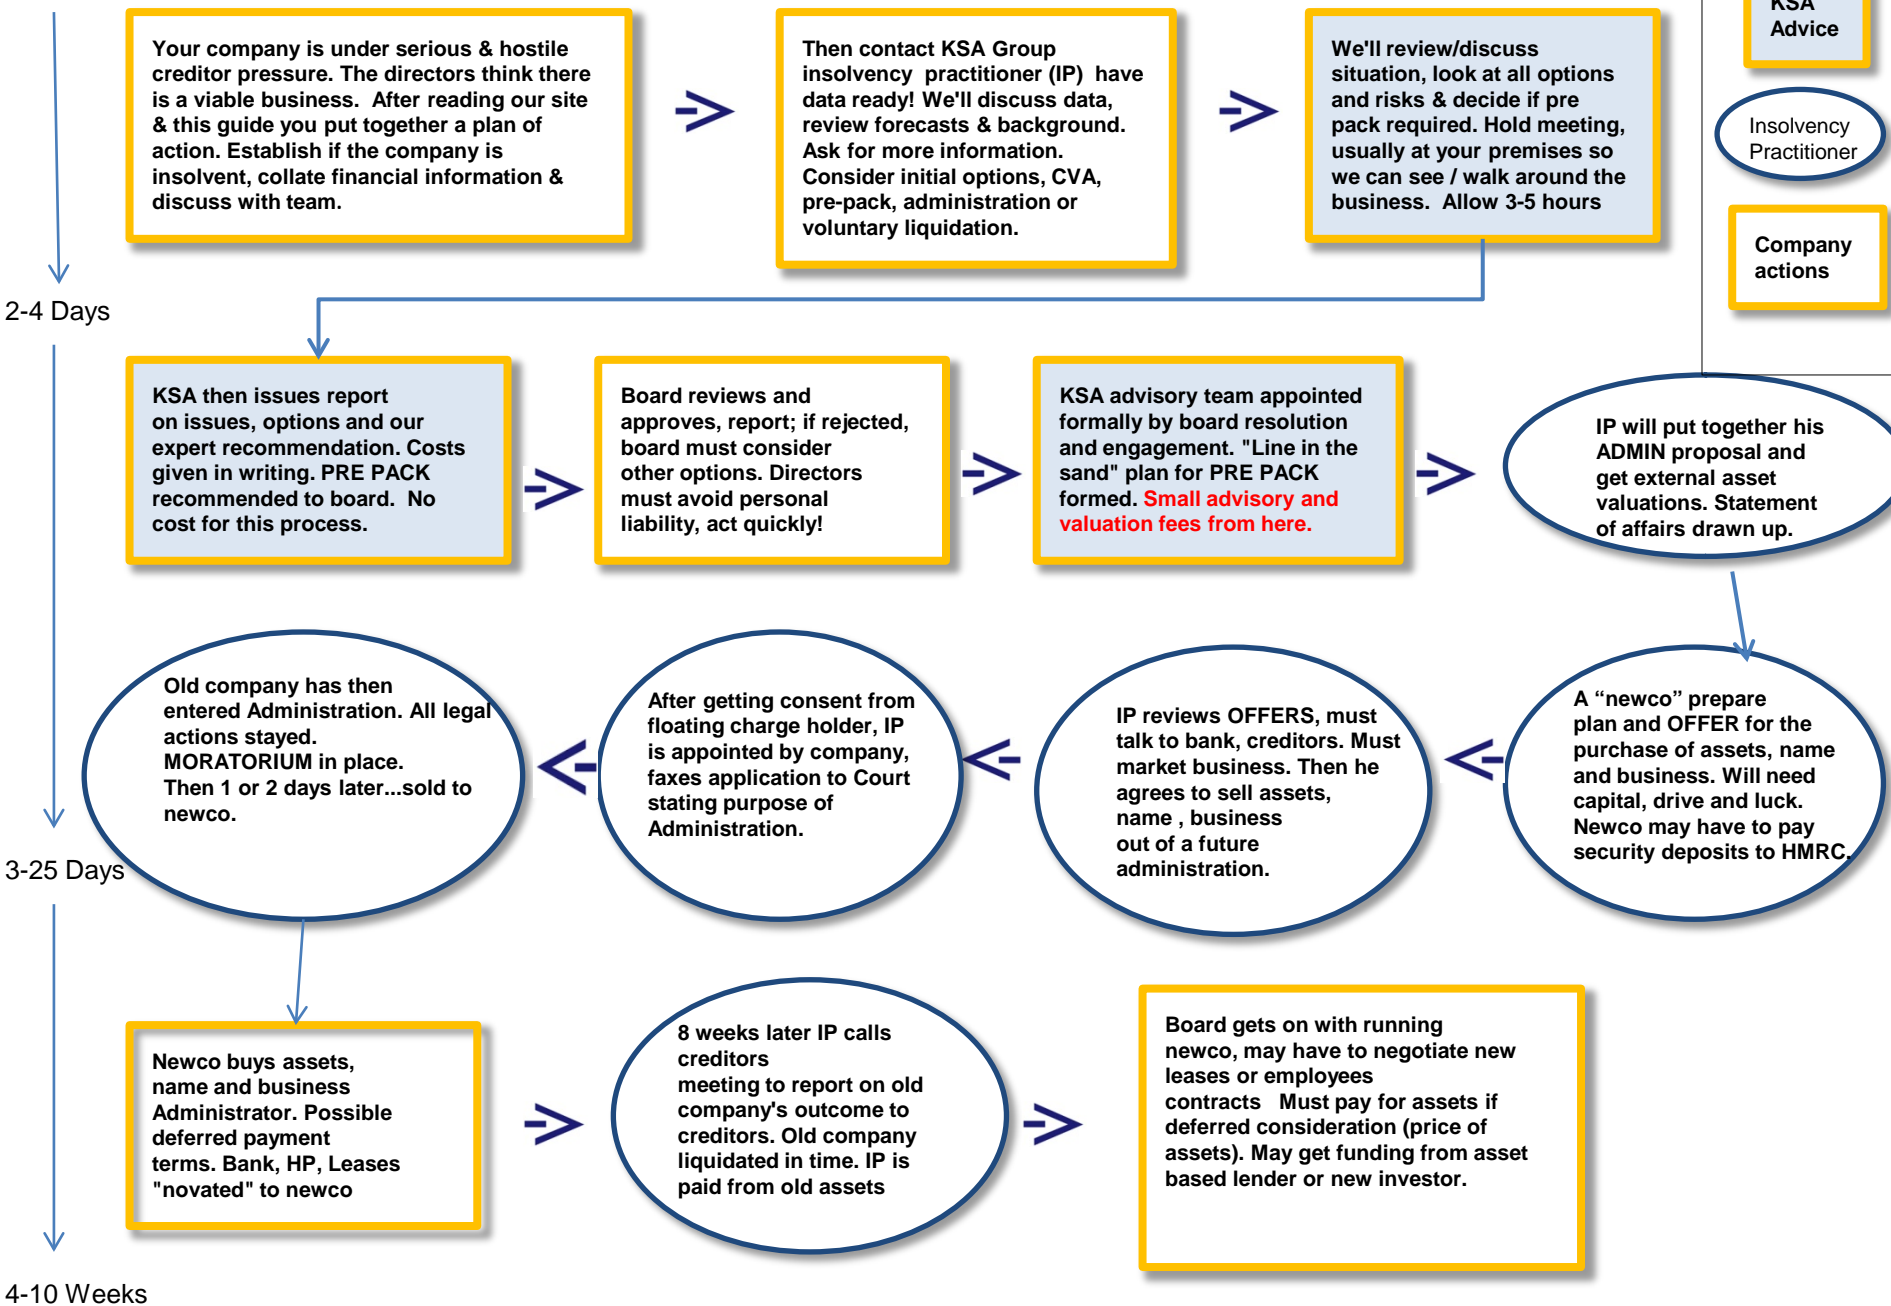 Your company is under serious & hostile
creditor pressure. The directors think there
is a viable business. After reading our site
& this guide you put together a plan of
action. Establish if the company is
insolvent, collate financial information &
discuss with team.
Then contact KSA Group
insolvency practitioner (IP) have
data ready! We'll discuss data,
review forecasts & background.
Ask for more information.
Consider initial options, CVA,
pre-pack, administration or
voluntary liquidation.
We'll review/discuss
situation, look at all options
and risks & decide if pre
pack required. Hold meeting,
usually at your premises so
we can see / walk around the
business. Allow 3-5 hours
KSA
Advice
Insolvency
Practitioner
Company
actions
2-4 Days
KSA then issues report
on issues, options and our
expert recommendation. Costs
given in writing. PRE PACK
recommended to board. No
cost for this process.
Board reviews and
approves, report; if rejected,
board must consider
other options. Directors
must avoid personal
liability, act quickly!
KSA advisory team appointed
formally by board resolution
and engagement. "Line in the
sand" plan for PRE PACK
formed. Small advisory and
valuation fees from here.
IP will put together his
ADMIN proposal and
get external asset
valuations. Statement
of affairs drawn up.
A “newco” prepare
plan and OFFER for the
purchase of assets, name
and business. Will need
capital, drive and luck.
Newco may have to pay
security deposits to HMRC.
IP reviews OFFERS, must
talk to bank, creditors. Must
market business. Then he
agrees to sell assets,
name , business
out of a future
administration.
After getting consent from
floating charge holder, IP
is appointed by company,
faxes application to Court
stating purpose of
Administration.
Old company has then
entered Administration. All legal
actions stayed.
MORATORIUM in place.
Then 1 or 2 days later...sold to
newco.
3-25 Days
Newco buys assets,
name and business
Administrator. Possible
deferred payment
terms. Bank, HP, Leases
"novated" to newco
8 weeks later IP calls
creditors
meeting to report on old
company's outcome to
creditors. Old company
liquidated in time. IP is
paid from old assets
Board gets on with running
newco, may have to negotiate new
leases or employees
contracts Must pay for assets if
deferred consideration (price of
assets). May get funding from asset
based lender or new investor.
4-10 Weeks